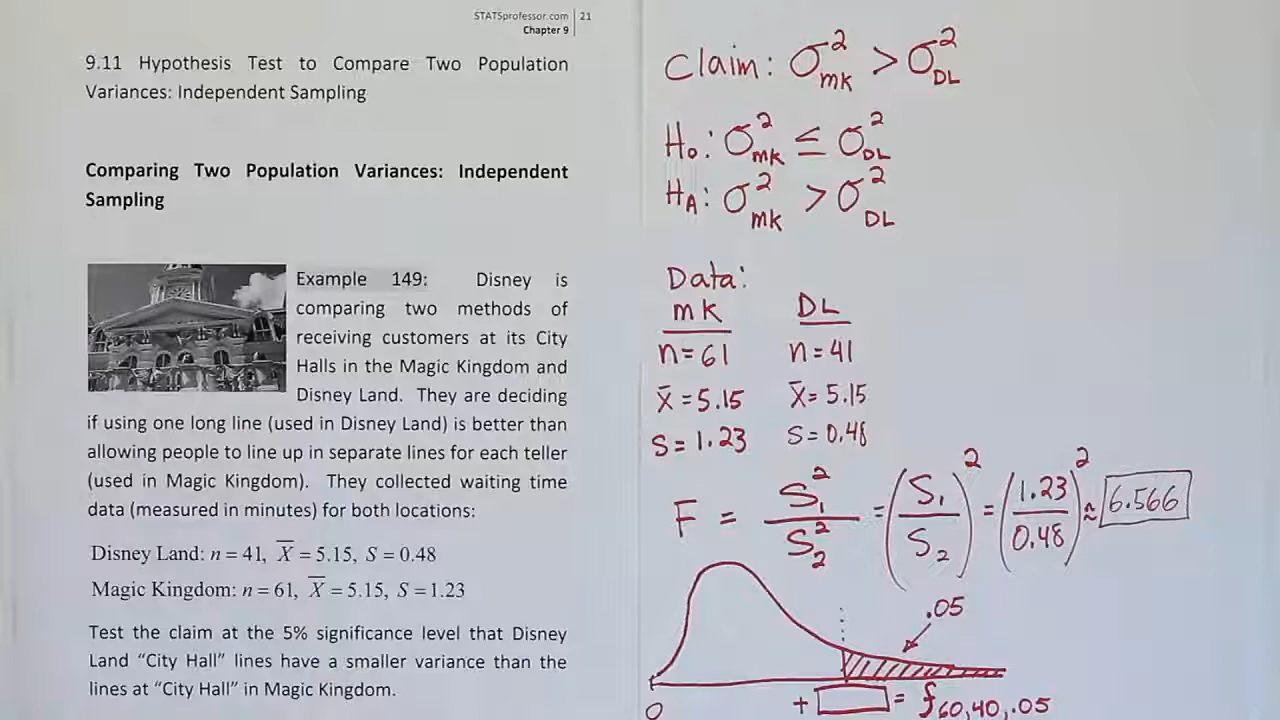 STATSprofessor.com 21
Chapter 9
9.11 Hypothesis Test to Compare Two Population
Variances: Independent Sampling
Comparing Two Population Variances: Independent
Sampling
Example 149: Disney is
comparing two methods of
receiving customers at its City
Halls in the Magic Kingdom and
Disney Land. They are deciding
if using one long line (used in Disney Land) is better than
allowing people to line up in separate lines for each teller
(used in Magic Kingdom). They collected waiting time
data (measured in minutes) for both locations:
Disney Land: n = 41, X̄ = 5.15, S = 0.48
Magic Kingdom: n = 61, X̄ = 5.15, S = 1.23
Test the claim at the 5% significance level that Disney
Land “City Hall” lines have a smaller variance than the
lines at “City Hall” in Magic Kingdom.
Claim: σ²mk > σ²DL
Ho: σ²mk ≤ σ²DL
HA: σ²mk > σ²DL
Data:
mk DL
n=61 n=41
x̄=5.15 x̄=5.15
S=1.23 S=0.48
F = S₁²/S₂² = (S₁/S₂)² = (1.23/0.48)² ≈ 6.566
.05
0 + = f60,40,.05